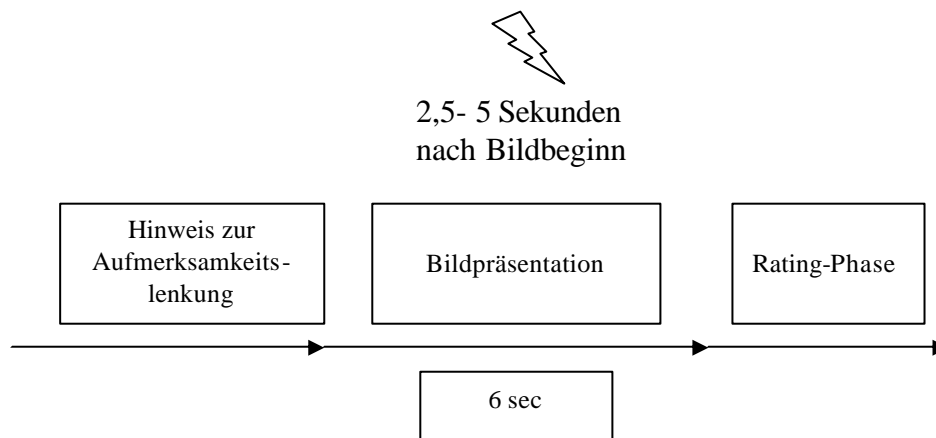 2,5- 5 Sekunden
nach Bildbeginn
Hinweis zur
Aufmerksamkeits-
lenkung
Bildpräsentation
Rating-Phase
6 sec